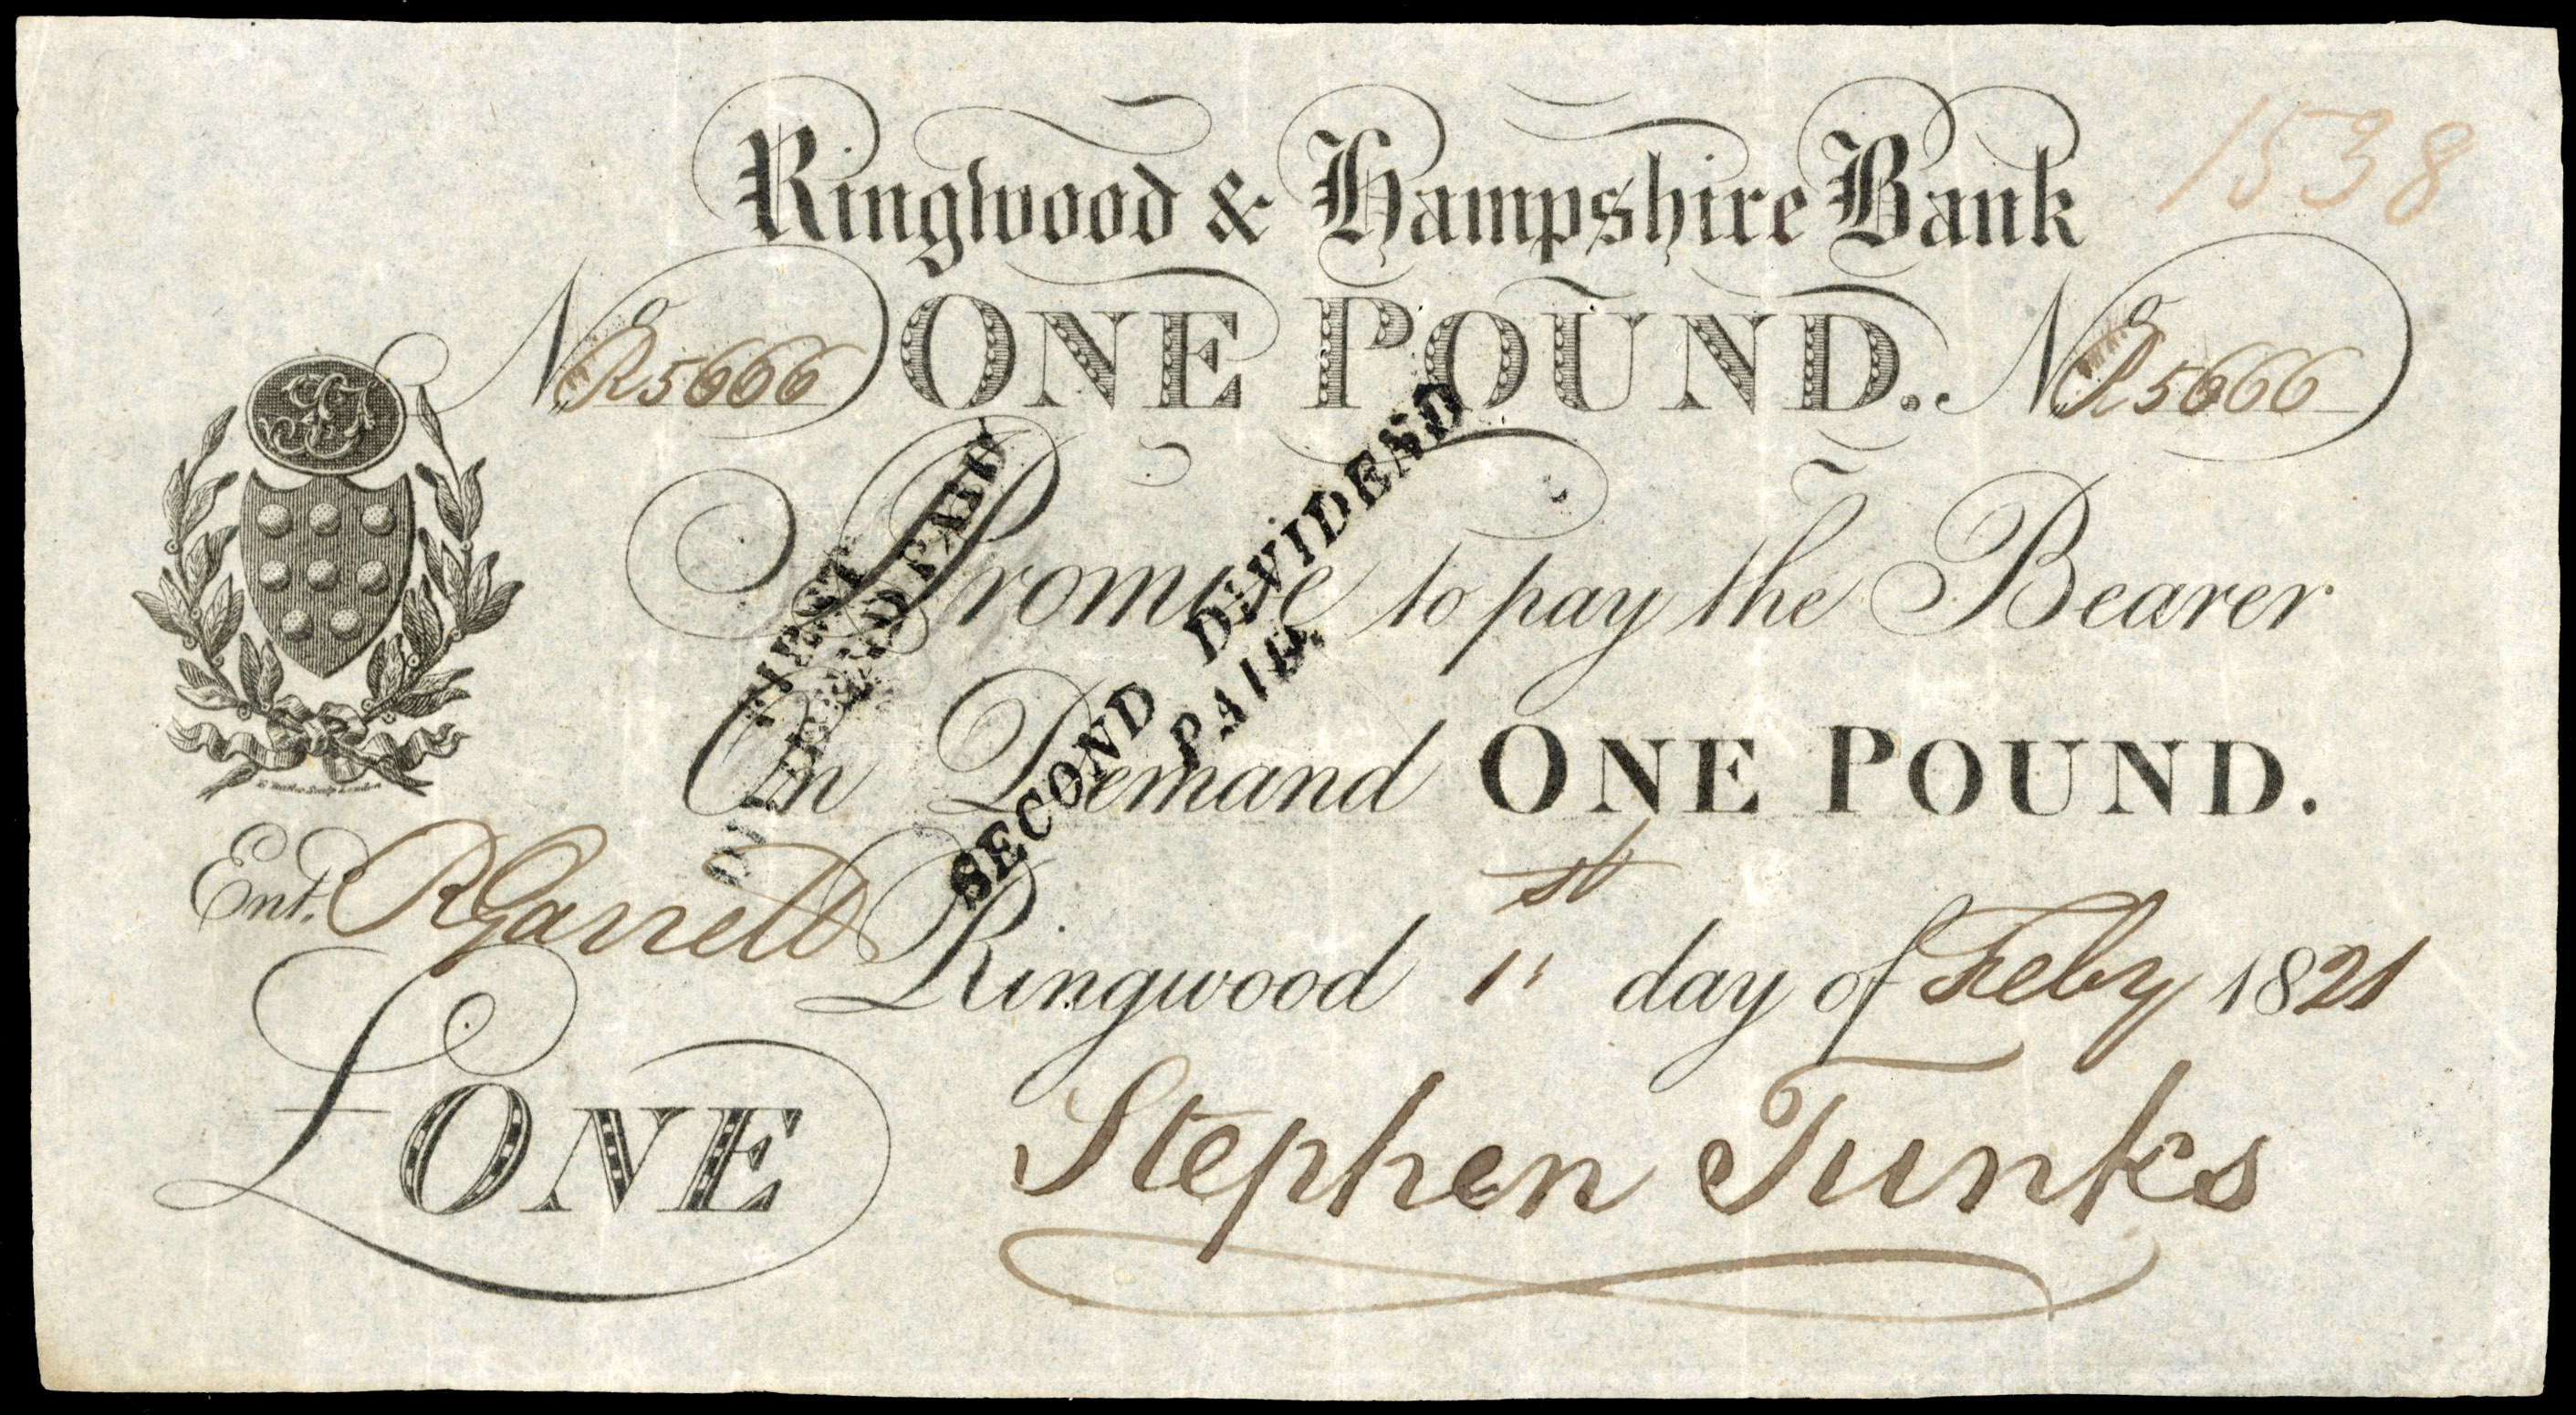 1538
Ringwood & Hampshire Bank
No R5666 ONE POUND. No R5666
Promise to pay the Bearer
On Demand ONE POUND.
FIRST
DIVIDEND PAID
SECOND DIVIDEND
PAID.
Ent. R Garrett Ringwood 1st day of Feby 1821
£ONE Stephen Tunks